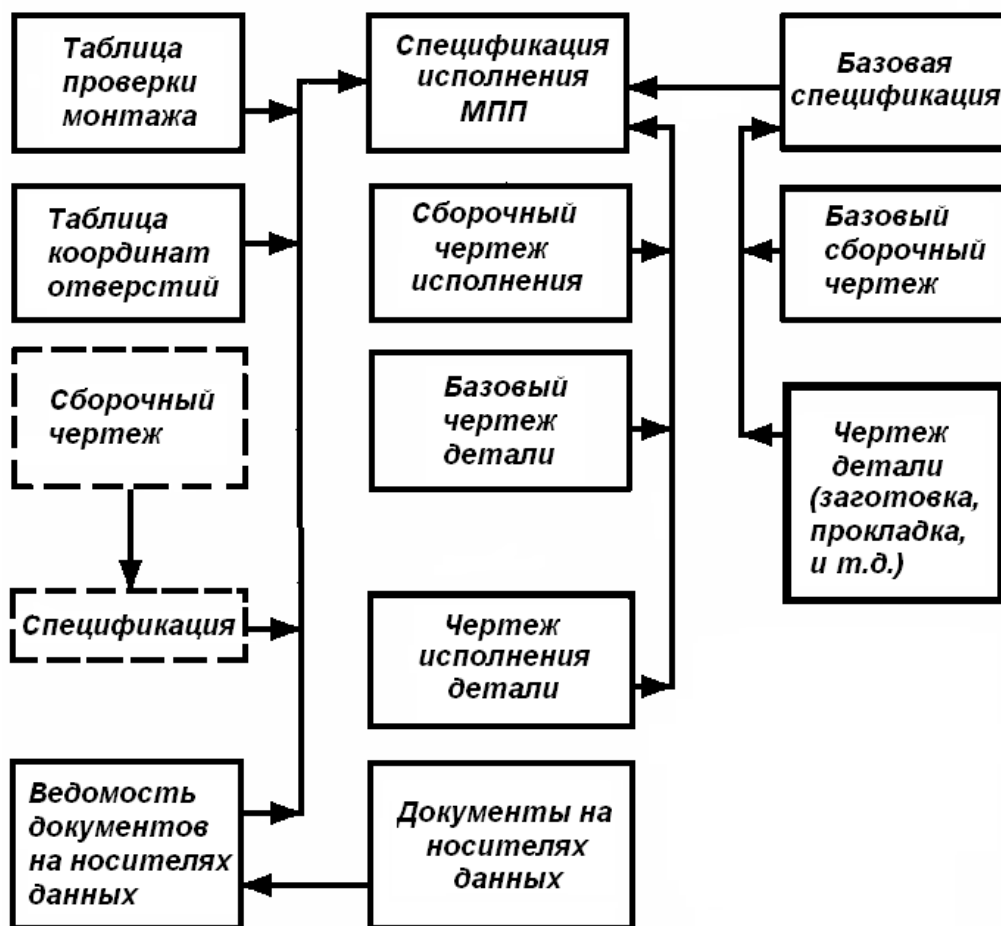 Таблица
проверки
монтажа
Спецификация
исполнения
МПП
Базовая
спецификация
Таблица
координат
отверстий
Сборочный
чертеж
исполнения
Базовый
сборочный
чертеж
Сборочный
чертеж
Базовый
чертеж
детали
Чертеж
детали
(заготовка,
прокладка,
и т.д.)
Спецификация
Чертеж
исполнения
детали
Ведомость
документов
на носителях
данных
Документы на
носителях
данных